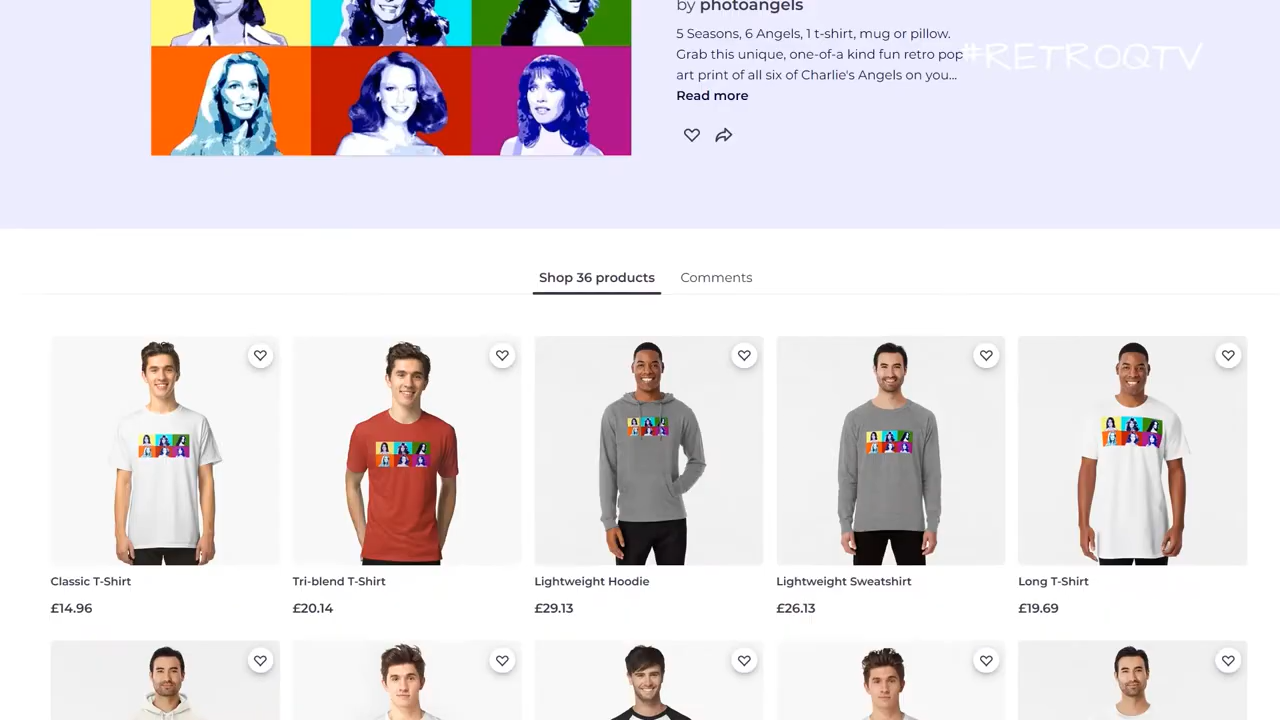 by photoangels
5 Seasons, 6 Angels, 1 t-shirt, mug or pillow.
Grab this unique, one-of-a kind fun retro pop
art print of all six of Charlie's Angels on you...
Read more
#RETROQTV
Shop 36 products
Comments
Classic T-Shirt
£14.96
Tri-blend T-Shirt
£20.14
Lightweight Hoodie
£29.13
Lightweight Sweatshirt
£26.13
Long T-Shirt
£19.69